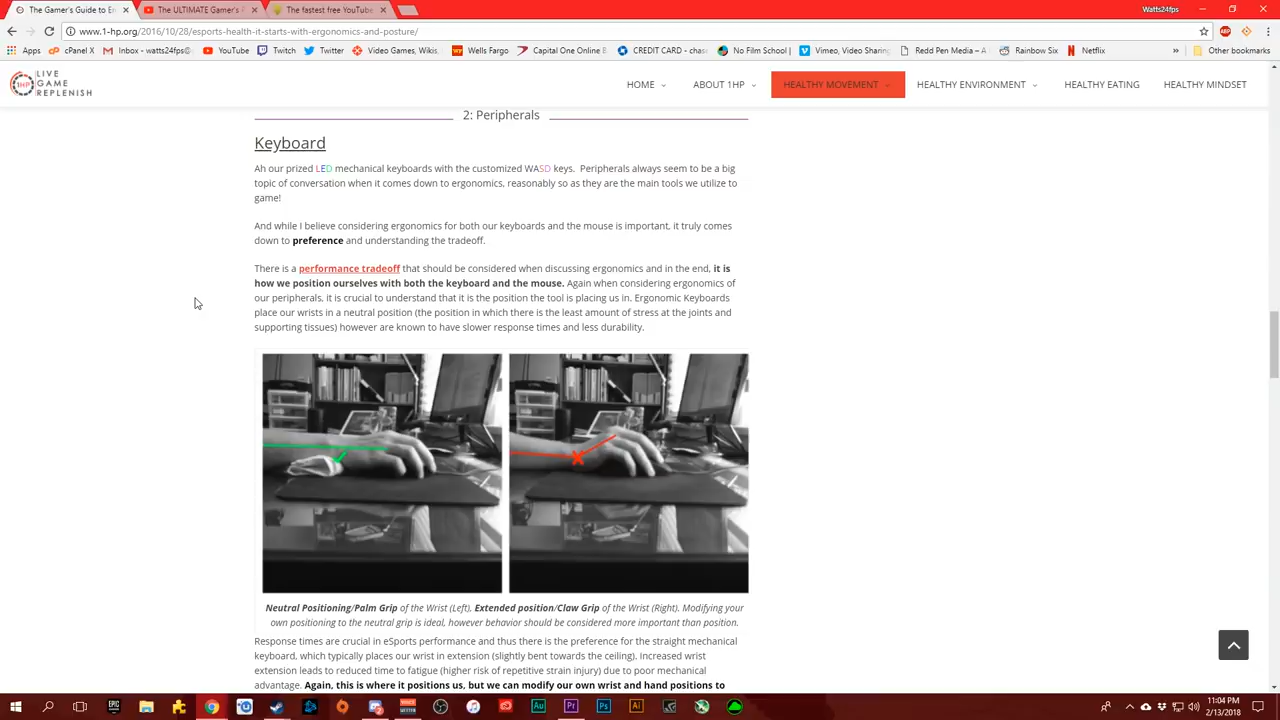 The Gamer's Guide to Er
The ULTIMATE Gamer's F
The fastest free YouTube
Watts24fps
www.1-hp.org/2016/10/28/esports-health-it-starts-with-ergonomics-and-posture/
Apps
cPanel X
Inbox - watts24fps@
YouTube
Twitch
Twitter
Video Games, Wikis,
Wells Fargo
Capital One Online B
CREDIT CARD - chase
No Film School |
Vimeo, Video Sharing
Redd Pen Media – A
Rainbow Six
Netflix
»
Other bookmarks
1HP
LIVE
GAME
REPLENISH
HOME
ABOUT 1HP
HEALTHY MOVEMENT
HEALTHY ENVIRONMENT
HEALTHY EATING
HEALTHY MINDSET
2: Peripherals
Keyboard
Ah our prized LED mechanical keyboards with the customized WASD keys. Peripherals always seem to be a big
topic of conversation when it comes down to ergonomics, reasonably so as they are the main tools we utilize to
game!
And while I believe considering ergonomics for both our keyboards and the mouse is important, it truly comes
down to preference and understanding the tradeoff.
There is a performance tradeoff that should be considered when discussing ergonomics and in the end, it is
how we position ourselves with both the keyboard and the mouse. Again when considering ergonomics of
our peripherals, it is crucial to understand that it is the position the tool is placing us in. Ergonomic Keyboards
place our wrists in a neutral position (the position in which there is the least amount of stress at the joints and
supporting tissues) however are known to have slower response times and less durability.
Neutral Positioning/Palm Grip of the Wrist (Left). Extended position/Claw Grip of the Wrist (Right). Modifying your
own positioning to the neutral grip is ideal, however behavior should be considered more important than position.
Response times are crucial in eSports performance and thus there is the preference for the straight mechanical
keyboard, which typically places our wrist in extension (slightly bent towards the ceiling). Increased wrist
extension leads to reduced time to fatigue (higher risk of repetitive strain injury) due to poor mechanical
advantage. Again, this is where it positions us, but we can modify our own wrist and hand positions to
EPIC
Au
Pr
Ps
Ai
11:04 PM
2/13/2018